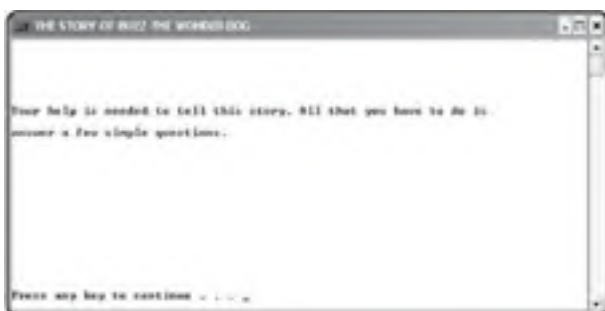 THE STORY OF BUZZ THE WONDER DOG
Your help is needed to tell this story. All that you have to do is
answer a few simple questions.
Press any key to continue . . . _